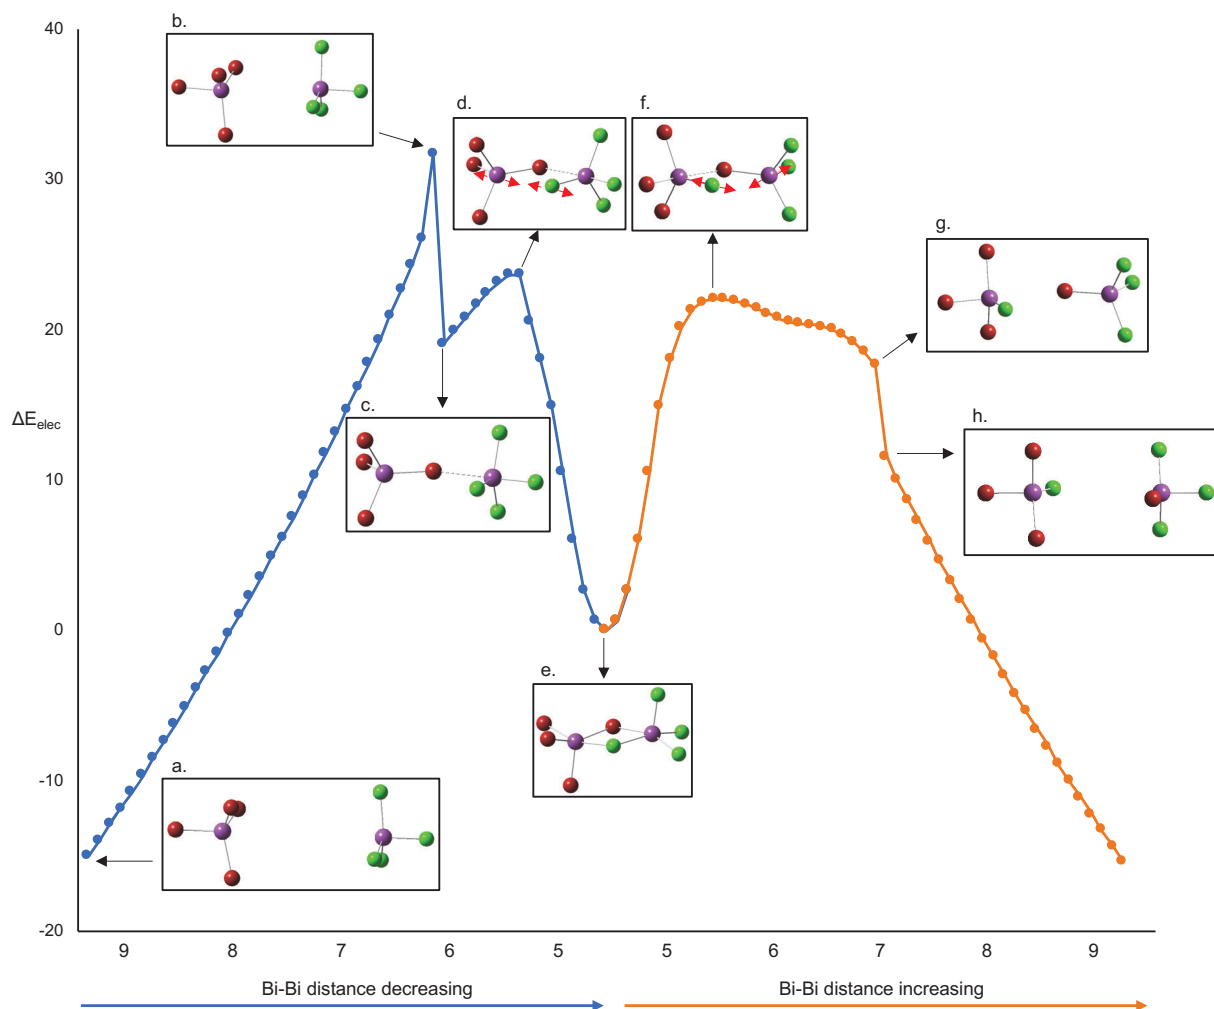 40
b.
d.
f.
30
g.
20
c.
h.
ΔEelec
10
0
e.
-10
a.
-20
9 8 7 6 5 5 6 7 8 9
Bi-Bi distance decreasing
Bi-Bi distance increasing